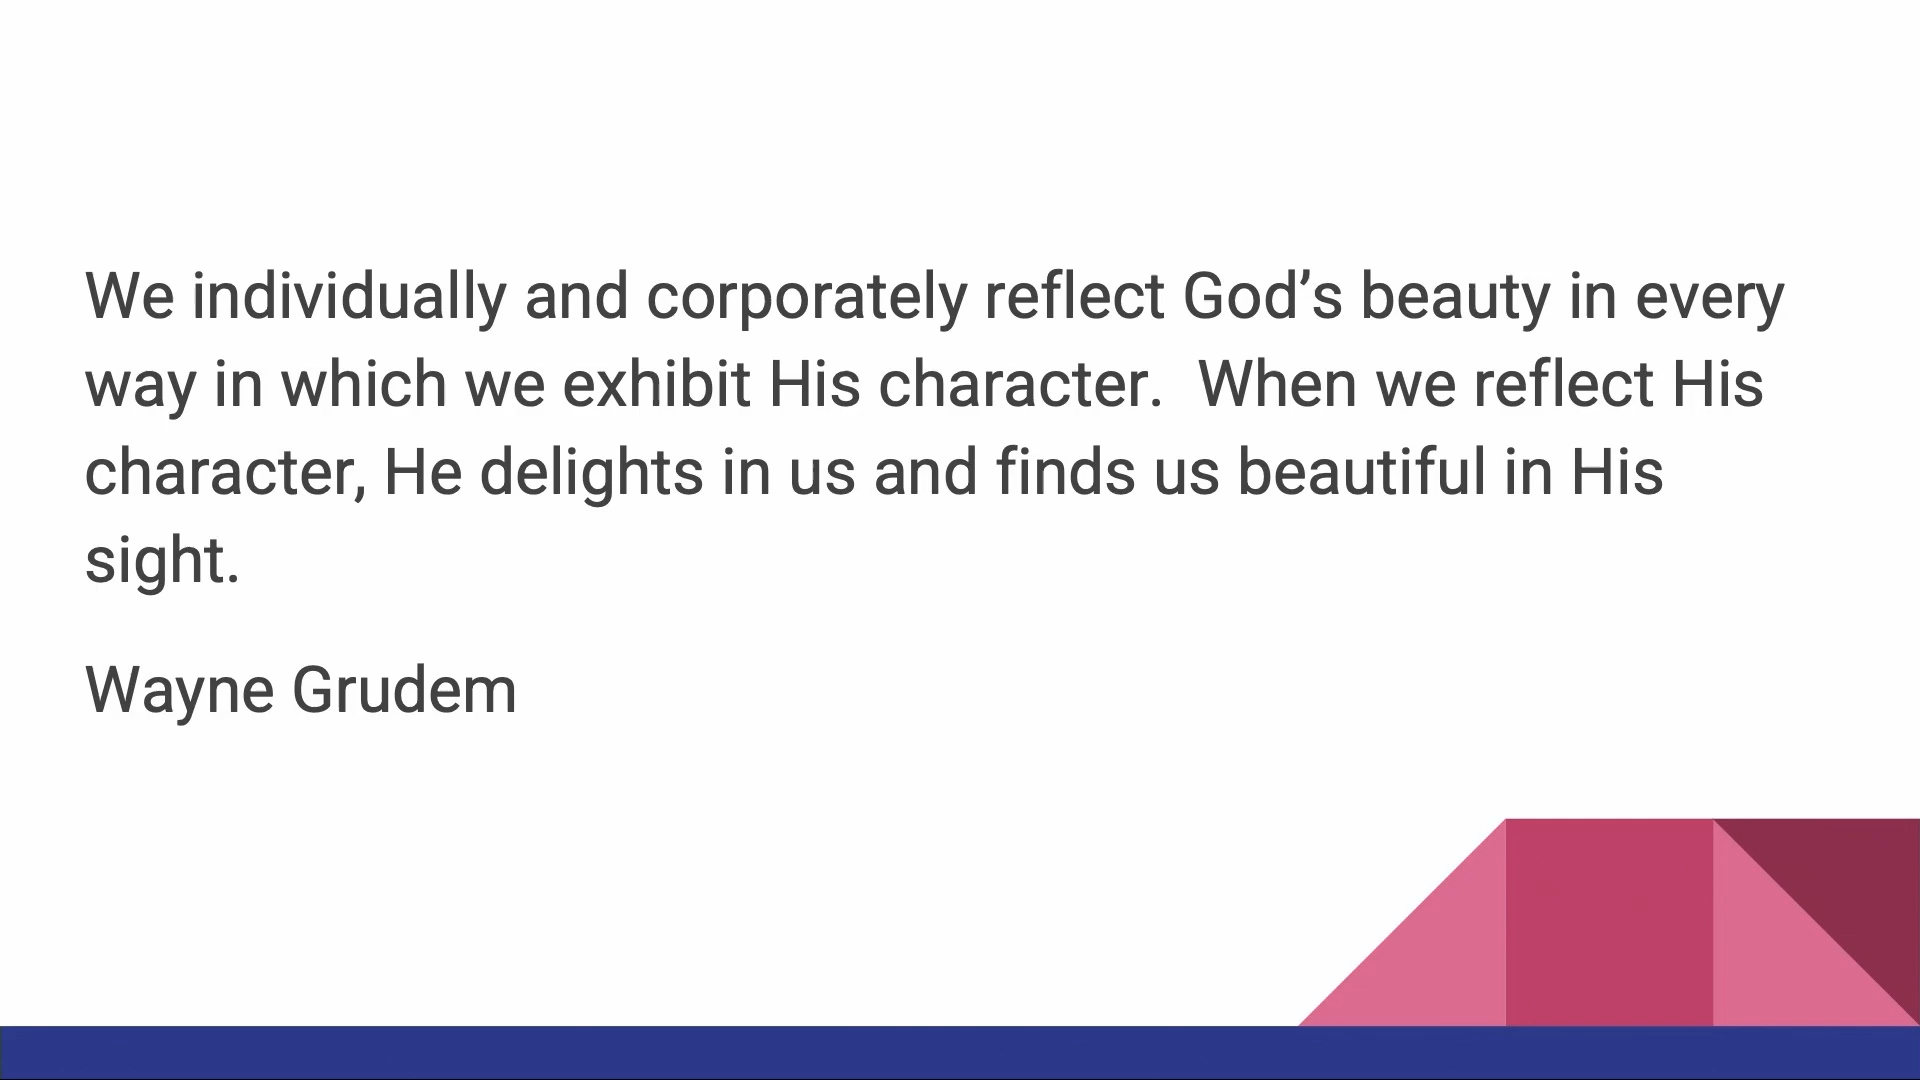 We individually and corporately reflect God’s beauty in every
way in which we exhibit His character.  When we reflect His
character, He delights in us and finds us beautiful in His
sight.
Wayne Grudem